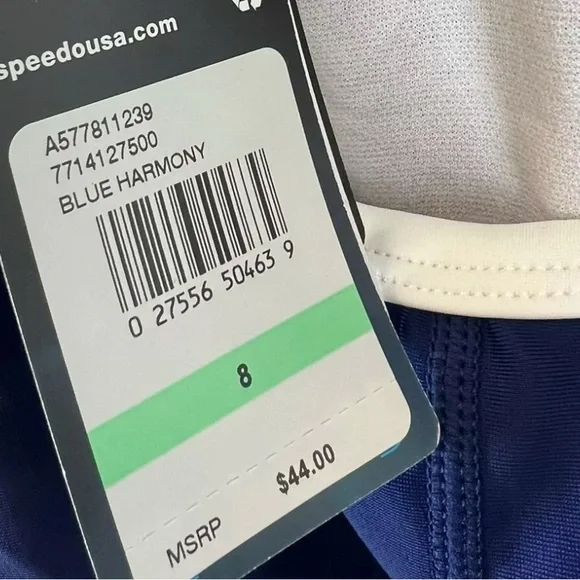 speedousa.com
A577811239
7714127500
BLUE HARMONY
0 27556 50463 9
8
$44.00
MSRP